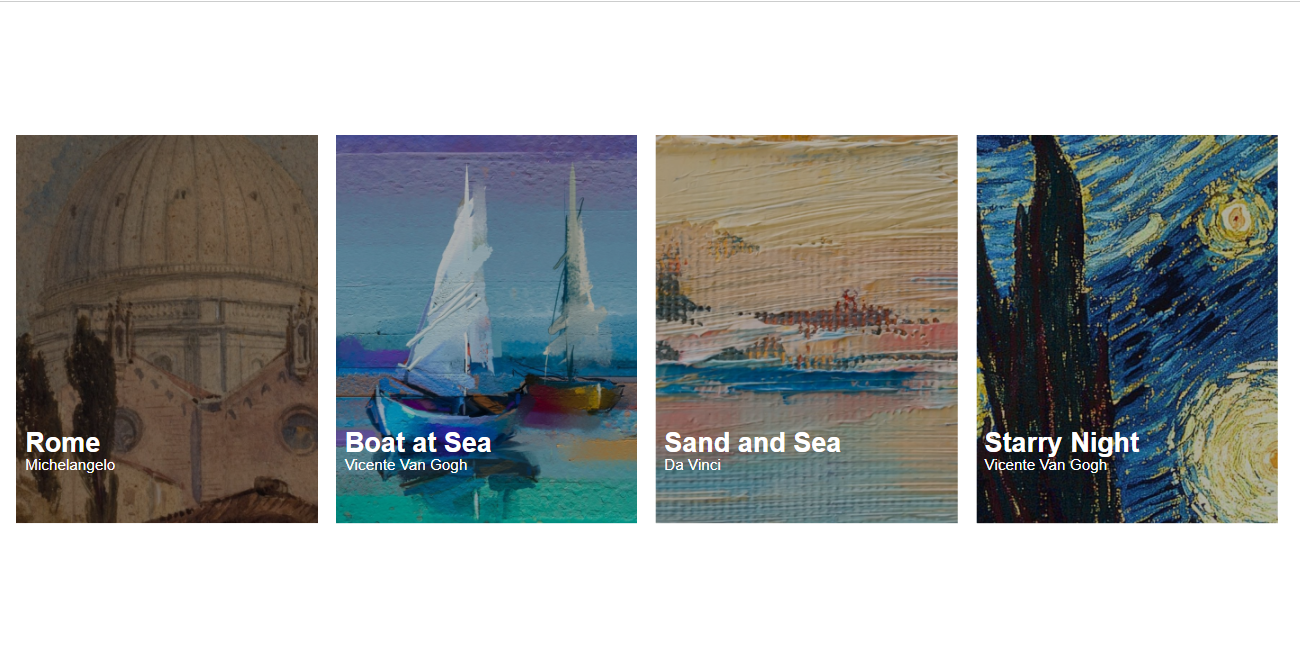 Rome
Michelangelo
Boat at Sea
Vicente Van Gogh
Sand and Sea
Da Vinci
Starry Night
Vicente Van Gogh